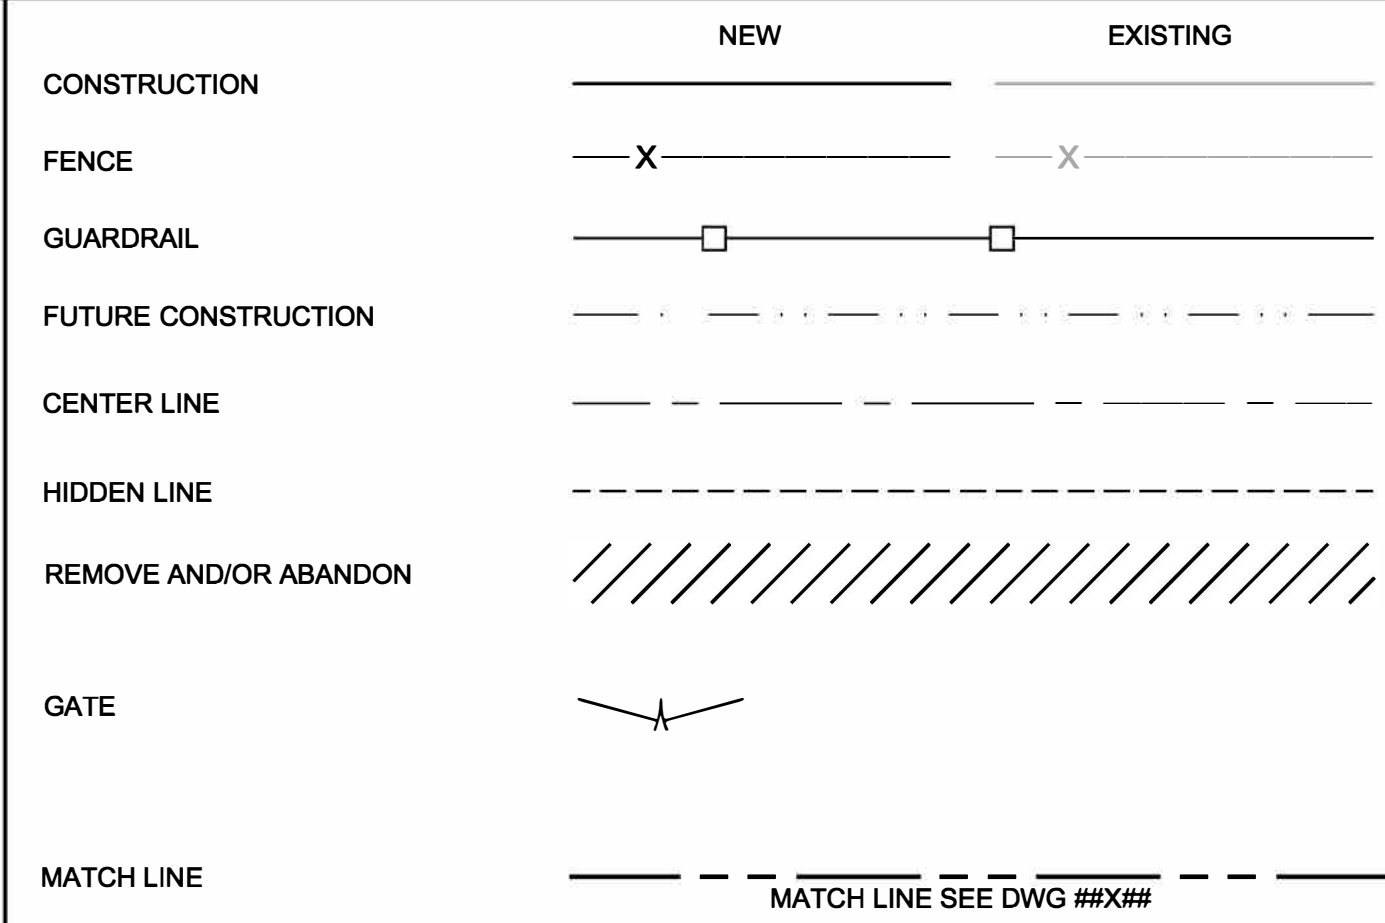 NEW EXISTING
CONSTRUCTION
FENCE X X
GUARDRAIL
FUTURE CONSTRUCTION
CENTER LINE
HIDDEN LINE
REMOVE AND/OR ABANDON
GATE
MATCH LINE
MATCH LINE SEE DWG ##X##